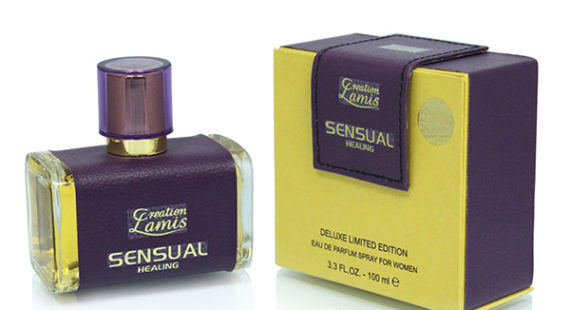 Creation
Lamis
SENSUAL
HEALING
Creation
Lamis
SENSUAL
HEALING
DELUXE LIMITED EDITION
EAU DE PARFUM SPRAY FOR WOMEN
3.3 FL.OZ. - 100 ml ℮